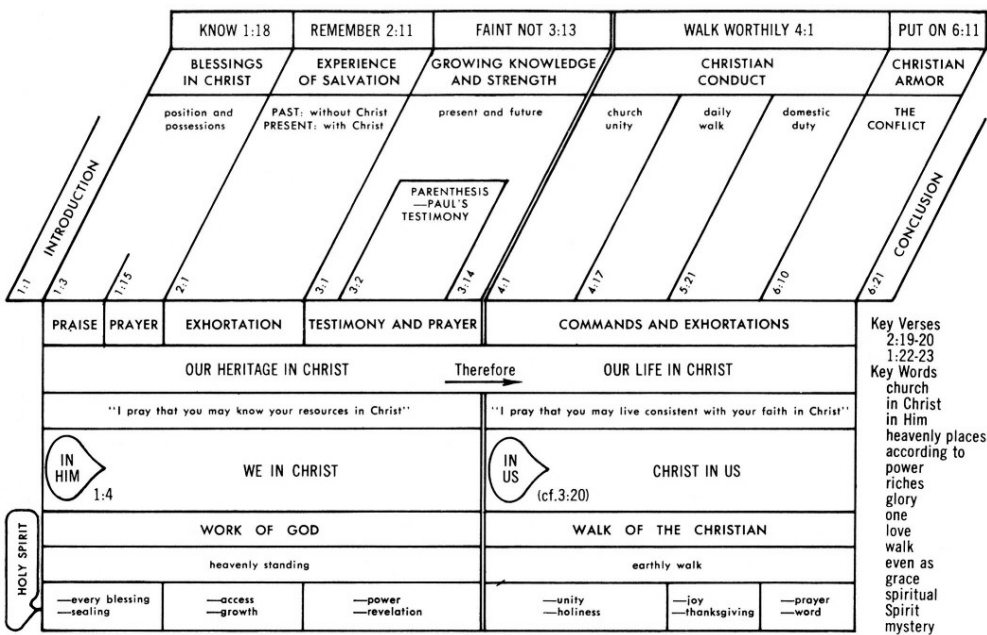 KNOW 1:18
REMEMBER 2:11
FAINT NOT 3:13
WALK WORTHILY 4:1
PUT ON 6:11
BLESSINGS
IN CHRIST
EXPERIENCE
OF SALVATION
GROWING KNOWLEDGE
AND STRENGTH
CHRISTIAN
CONDUCT
CHRISTIAN
ARMOR
position and
possessions
PAST: without Christ
PRESENT: with Christ
present and future
church
unity
daily
walk
domestic
duty
THE
CONFLICT
PARENTHESIS
—PAUL'S
TESTIMONY
INTRODUCTION
CONCLUSION
1:1
1:3
1:15
2:1
3:1
3:2
3:14
4:1
4:17
5:21
6:10
6:21
PRAISE
PRAYER
EXHORTATION
TESTIMONY AND PRAYER
COMMANDS AND EXHORTATIONS
OUR HERITAGE IN CHRIST
Therefore
OUR LIFE IN CHRIST
"I pray that you may know your resources in Christ"
"I pray that you may live consistent with your faith in Christ"
IN
HIM
1:4
WE IN CHRIST
IN
US
(cf.3:20)
CHRIST IN US
WORK OF GOD
WALK OF THE CHRISTIAN
heavenly standing
earthly walk
HOLY SPIRIT
—every blessing
—sealing
—access
—growth
—power
—revelation
—unity
—holiness
—joy
—thanksgiving
—prayer
—word
Key Verses
2:19-20
1:22-23
Key Words
church
in Christ
in Him
heavenly places
according to
power
riches
glory
one
love
walk
even as
grace
spiritual
Spirit
mystery